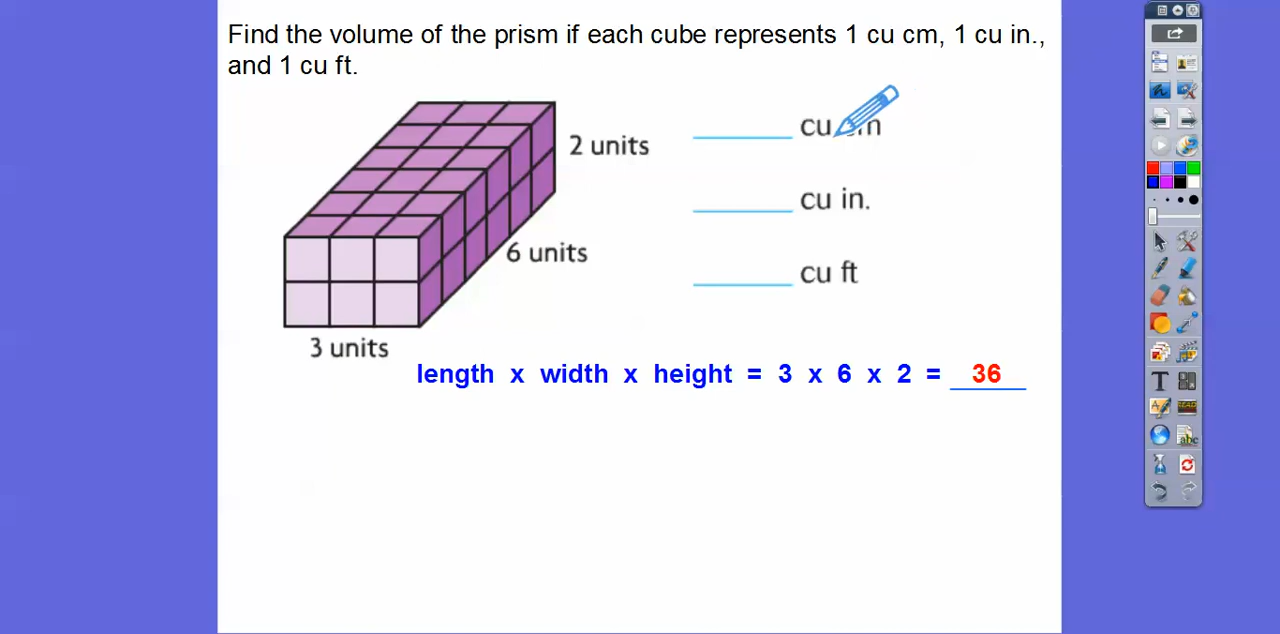 Find the volume of the prism if each cube represents 1 cu cm, 1 cu in.,
and 1 cu ft.
2 units
cu
cu in.
6 units
cu ft
3 units
length x width x height = 3 x 6 x 2 = 36